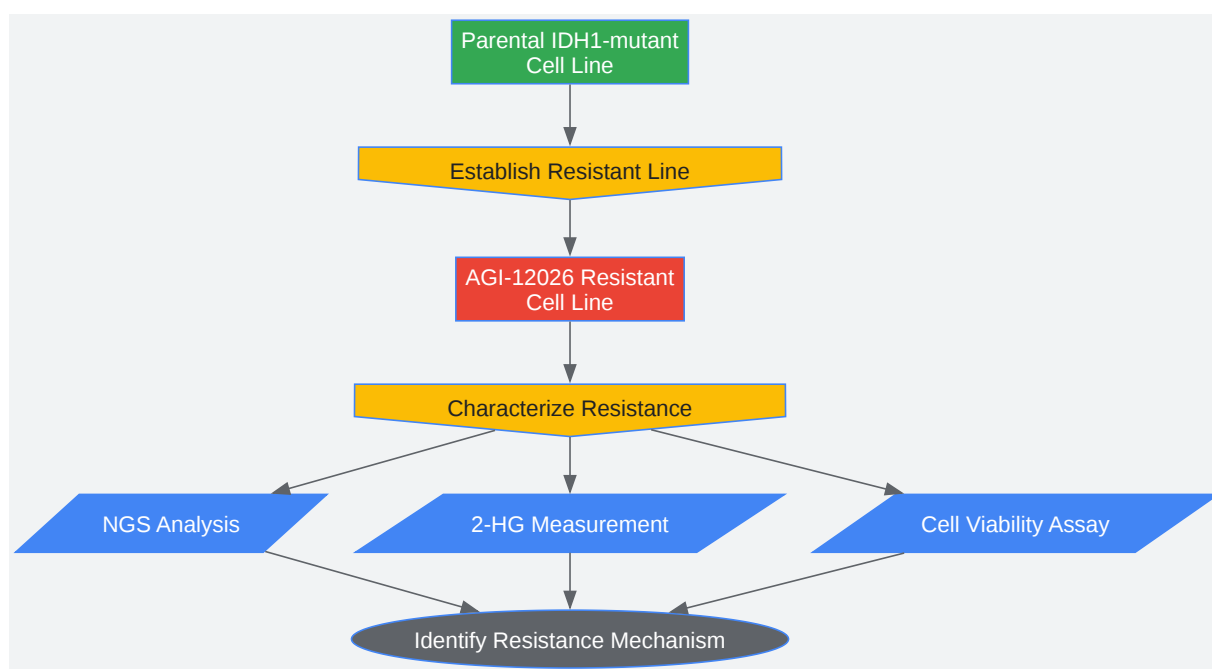 Parental IDH1-mutant
Cell Line
Establish Resistant Line
AGI-12026 Resistant
Cell Line
Characterize Resistance
NGS Analysis
2-HG Measurement
Cell Viability Assay
Identify Resistance Mechanism